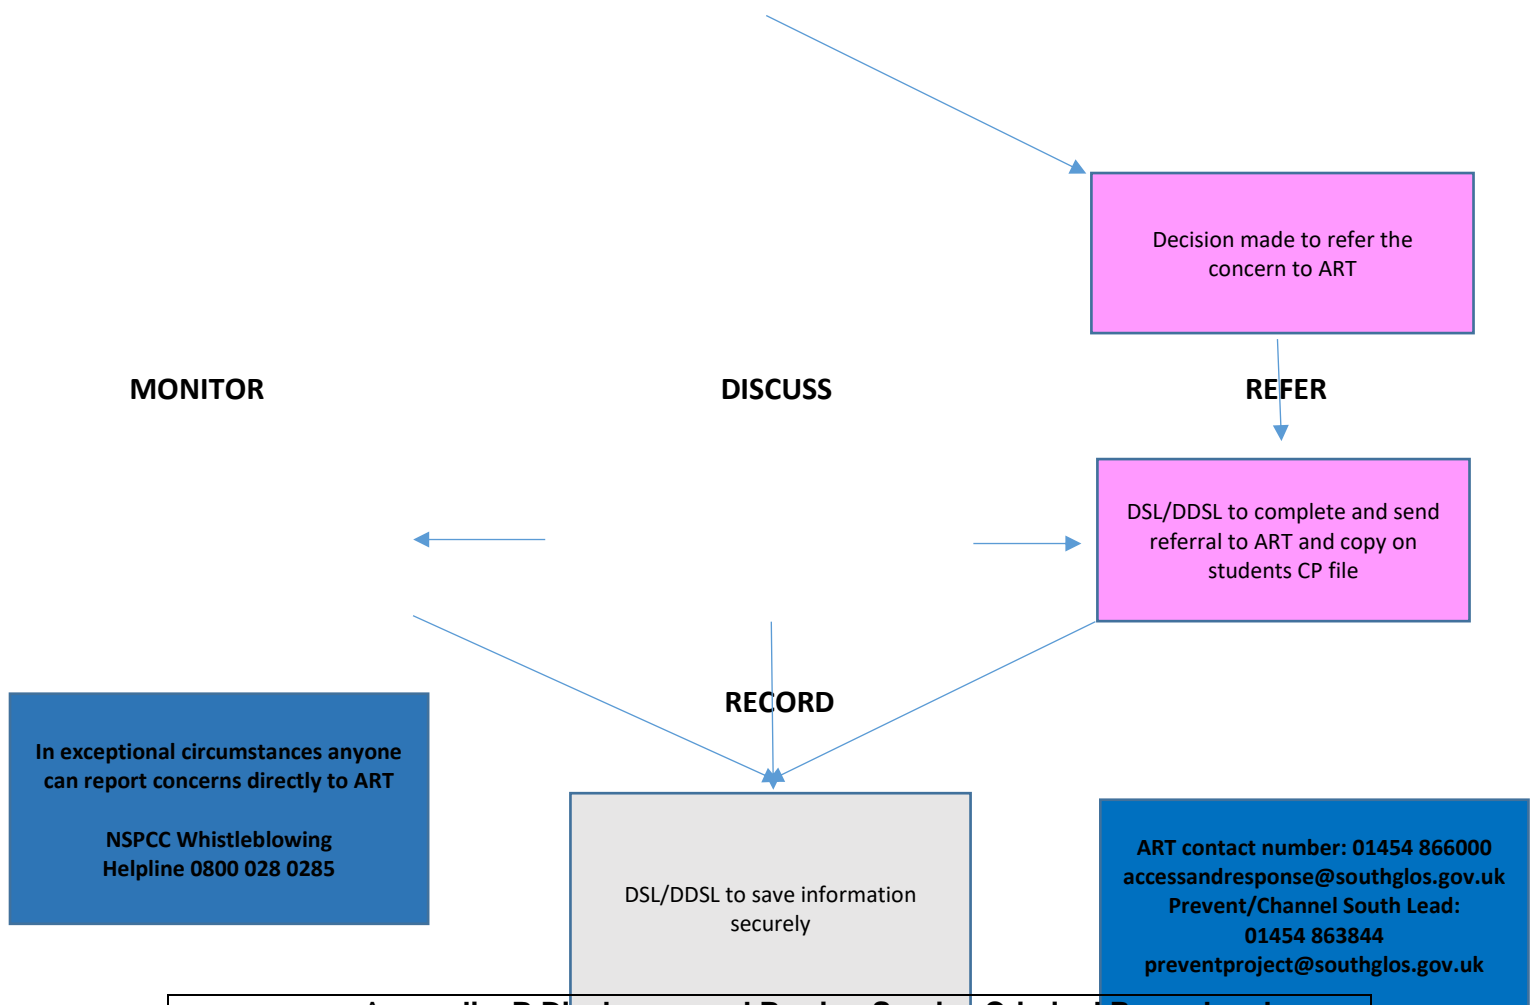 Decision made to refer the
concern to ART
MONITOR
DISCUSS
REFER
DSL/DDSL to complete and send
referral to ART and copy on
students CP file
RECORD
In exceptional circumstances anyone
can report concerns directly to ART
NSPCC Whistleblowing
Helpline 0800 028 0285
DSL/DDSL to save information
securely
ART contact number: 01454 866000
accessandresponse@southglos.gov.uk
Prevent/Channel South Lead:
01454 863844
preventproject@southglos.gov.uk